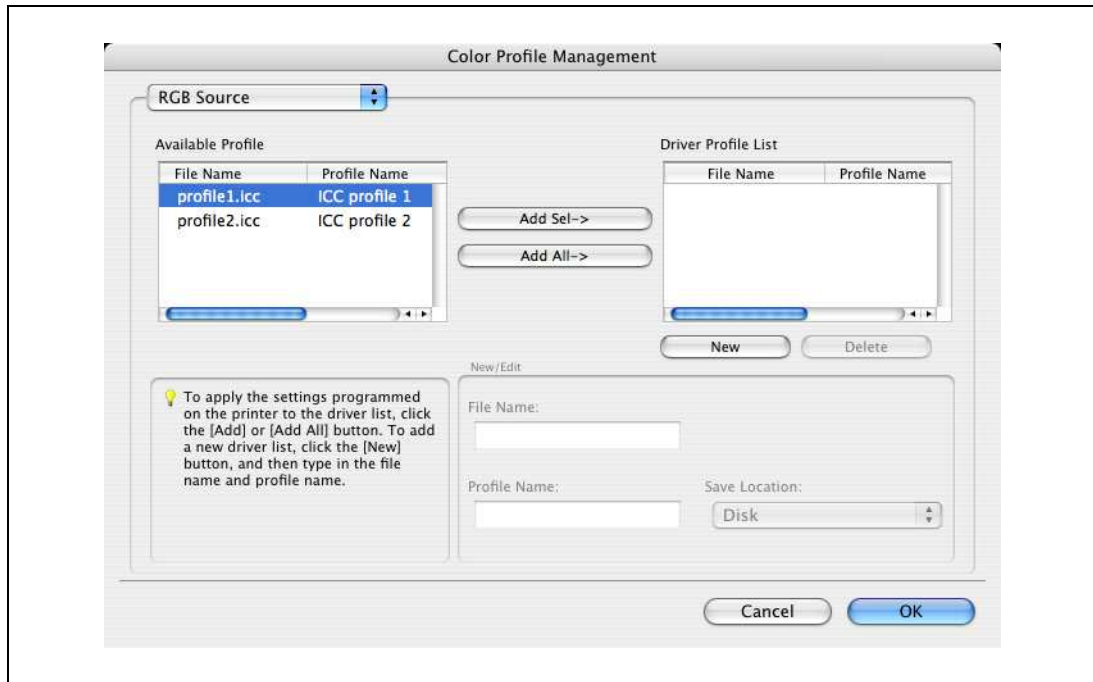 Color Profile Management
RGB Source
Available Profile
File Name Profile Name
profile1.icc ICC profile 1
profile2.icc ICC profile 2
Add Sel->
Add All->
Driver Profile List
File Name Profile Name
New Delete
To apply the settings programmed
on the printer to the driver list, click
the [Add] or [Add All] button. To add
a new driver list, click the [New]
button, and then type in the file
name and profile name.
New/Edit
File Name:
Profile Name:
Save Location:
Disk
Cancel OK